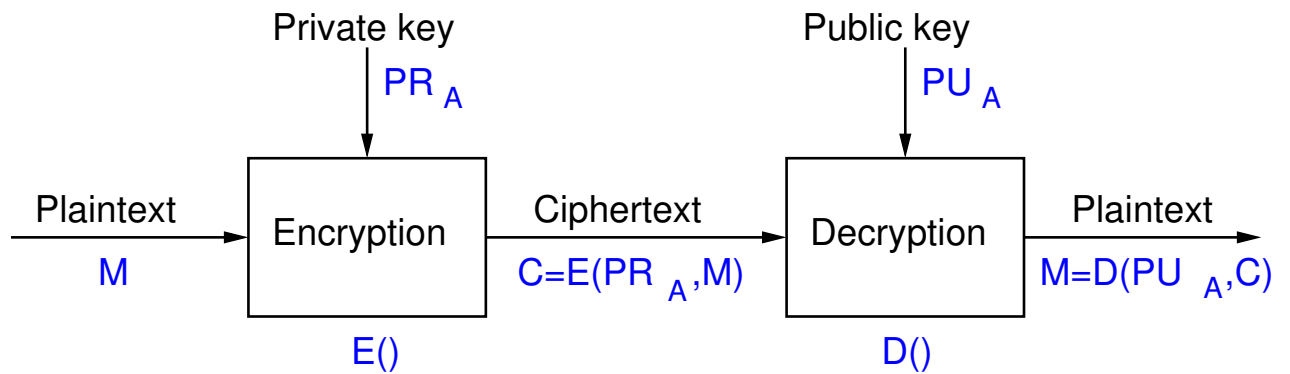 Private key
Public key
PR A
PU A
Plaintext
Encryption
Ciphertext
Decryption
Plaintext
M
C=E(PR A,M)
M=D(PU A,C)
E()
D()